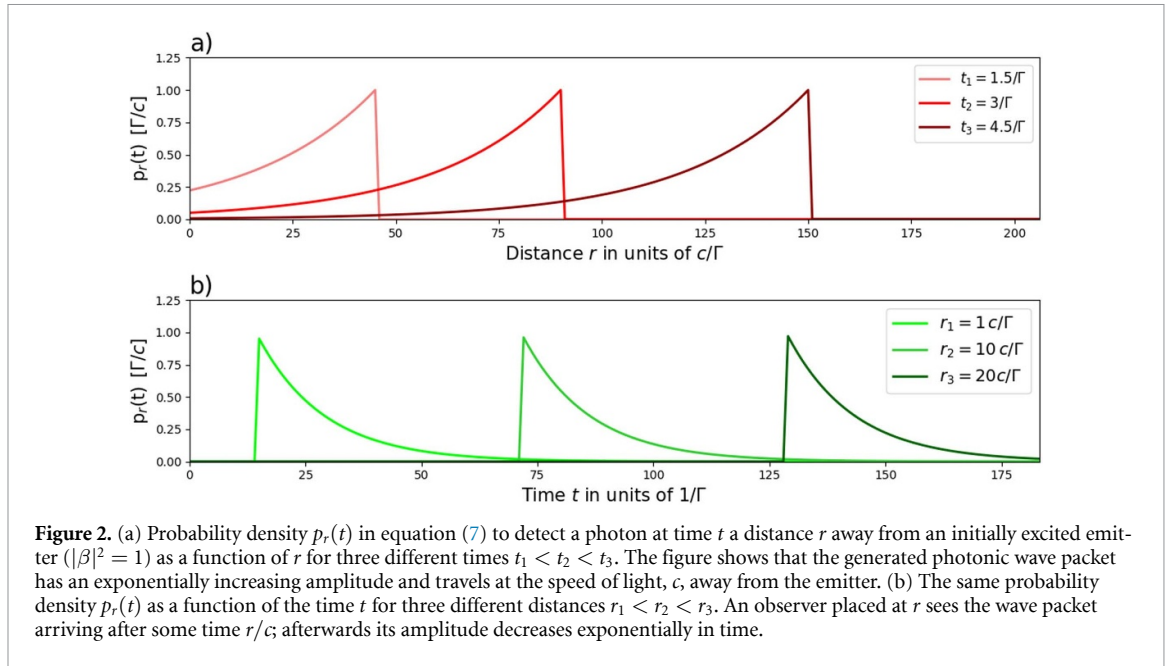 a)
1.25
1.00
0.75
0.50
0.25
0.00
pr(t) [Γ/c]
t₁ = 1.5/Γ
t₂ = 3/Γ
t₃ = 4.5/Γ
0 25 50 75 100 125 150 175 200
Distance r in units of c/Γ
b)
1.25
1.00
0.75
0.50
0.25
0.00
pr(t) [Γ/c]
r₁ = 1 c/Γ
r₂ = 10 c/Γ
r₃ = 20c/Γ
0 25 50 75 100 125 150 175
Time t in units of 1/Γ
Figure 2. (a) Probability density pr(t) in equation (7) to detect a photon at time t a distance r away from an initially excited emit-
ter (|β|² = 1) as a function of r for three different times t₁ < t₂ < t₃. The figure shows that the generated photonic wave packet
has an exponentially increasing amplitude and travels at the speed of light, c, away from the emitter. (b) The same probability
density pr(t) as a function of the time t for three different distances r₁ < r₂ < r₃. An observer placed at r sees the wave packet
arriving after some time r/c; afterwards its amplitude decreases exponentially in time.